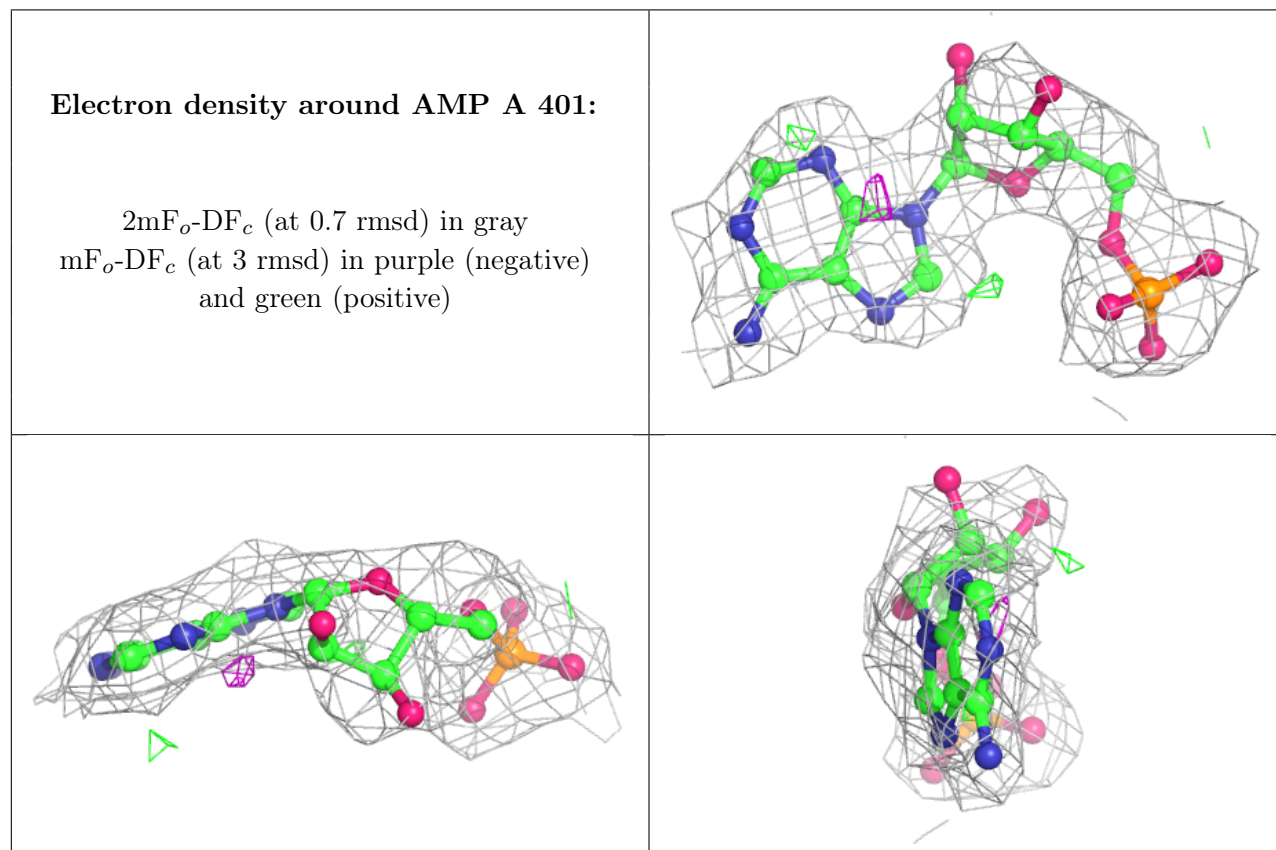 Electron density around AMP A 401:
2mFo-DFc (at 0.7 rmsd) in gray
mFo-DFc (at 3 rmsd) in purple (negative)
and green (positive)